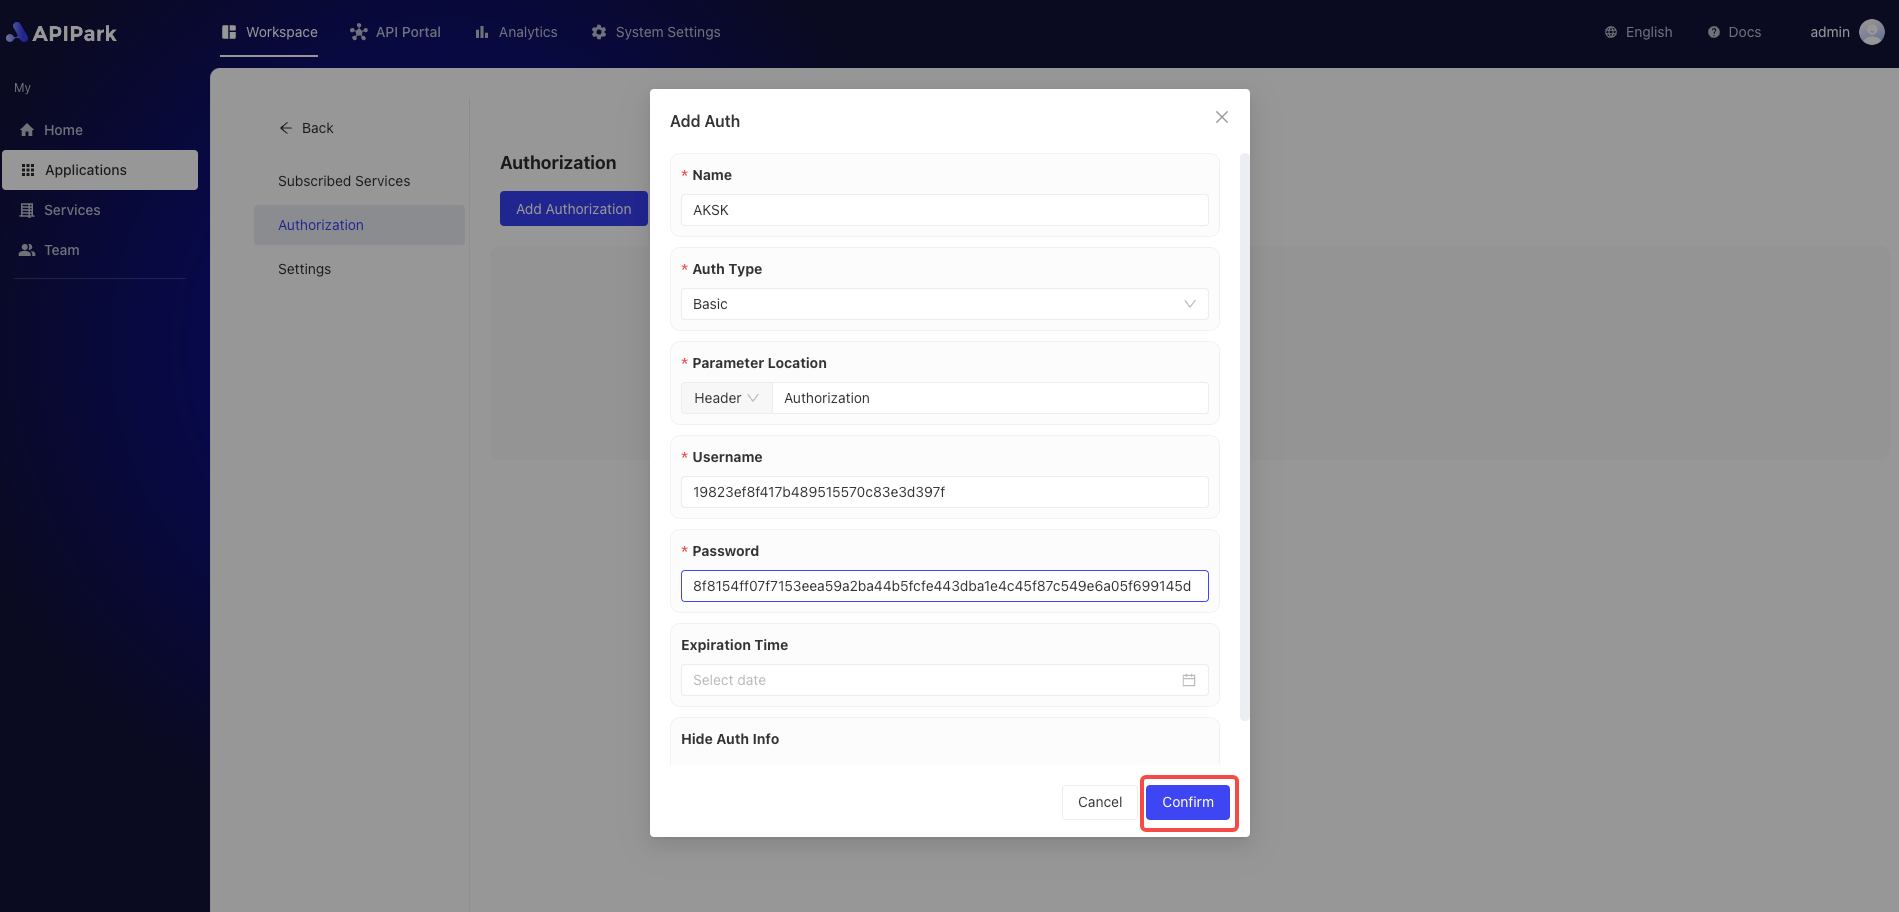 APIPark
Workspace
API Portal
Analytics
System Settings
English
Docs
admin
My
Home
Applications
Services
Team
Back
Subscribed Services
Authorization
Settings
Authorization
Add Authorization
Add Auth
* Name
AKSK
* Auth Type
Basic
* Parameter Location
Header Authorization
* Username
19823ef8f417b489515570c83e3d397f
* Password
8f8154ff07f7153eea59a2ba44b5fcfe443dba1e4c45f87c549e6a05f699145d
Expiration Time
Select date
Hide Auth Info
Cancel
Confirm